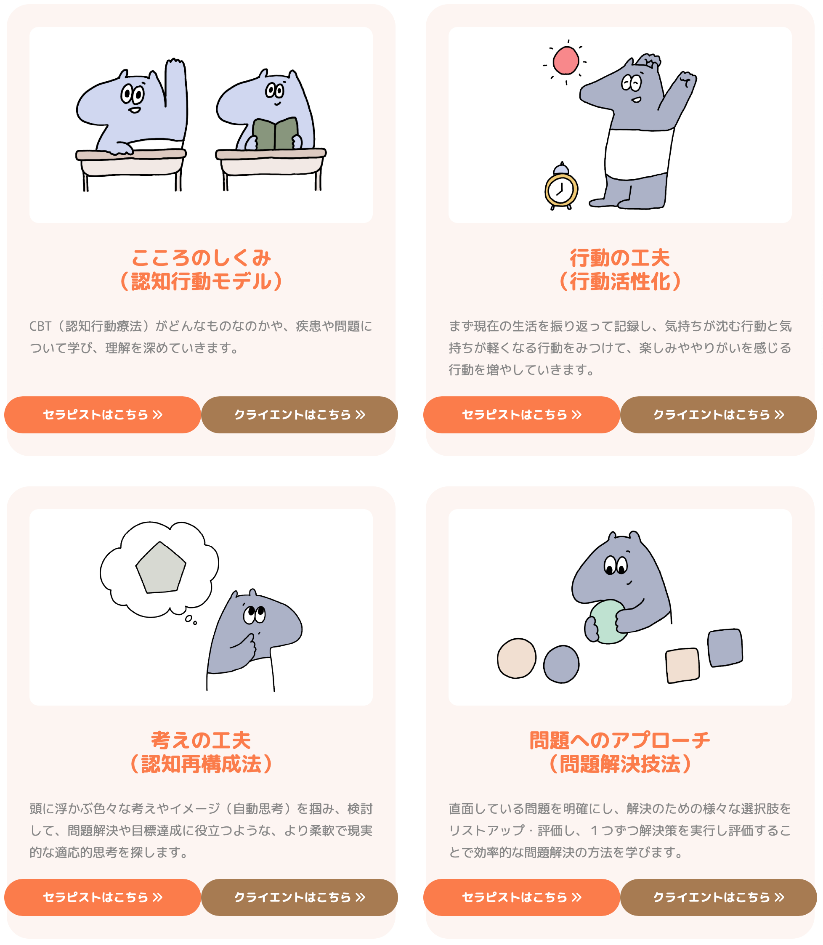 こころのしくみ
（認知行動モデル）
CBT（認知行動療法）がどんなものなのかや、疾患や問題に
ついて学び、理解を深めていきます。
セラピストはこちら »
クライエントはこちら »
行動の工夫
（行動活性化）
まず現在の生活を振り返って記録し、気持ちが沈む行動と気
持ちが軽くなる行動をみつけて、楽しみややりがいを感じる
行動を増やしていきます。
セラピストはこちら »
クライエントはこちら »
考えの工夫
（認知再構成法）
頭に浮かぶ色々な考えやイメージ（自動思考）を掴み、検討
して、問題解決や目標達成に役立つような、より柔軟で現実
的な適応的思考を探します。
セラピストはこちら »
クライエントはこちら »
問題へのアプローチ
（問題解決技法）
直面している問題を明確にし、解決のための様々な選択肢を
リストアップ・評価し、１つずつ解決策を実行し評価するこ
とで効率的な問題解決の方法を学びます。
セラピストはこちら »
クライエントはこちら »